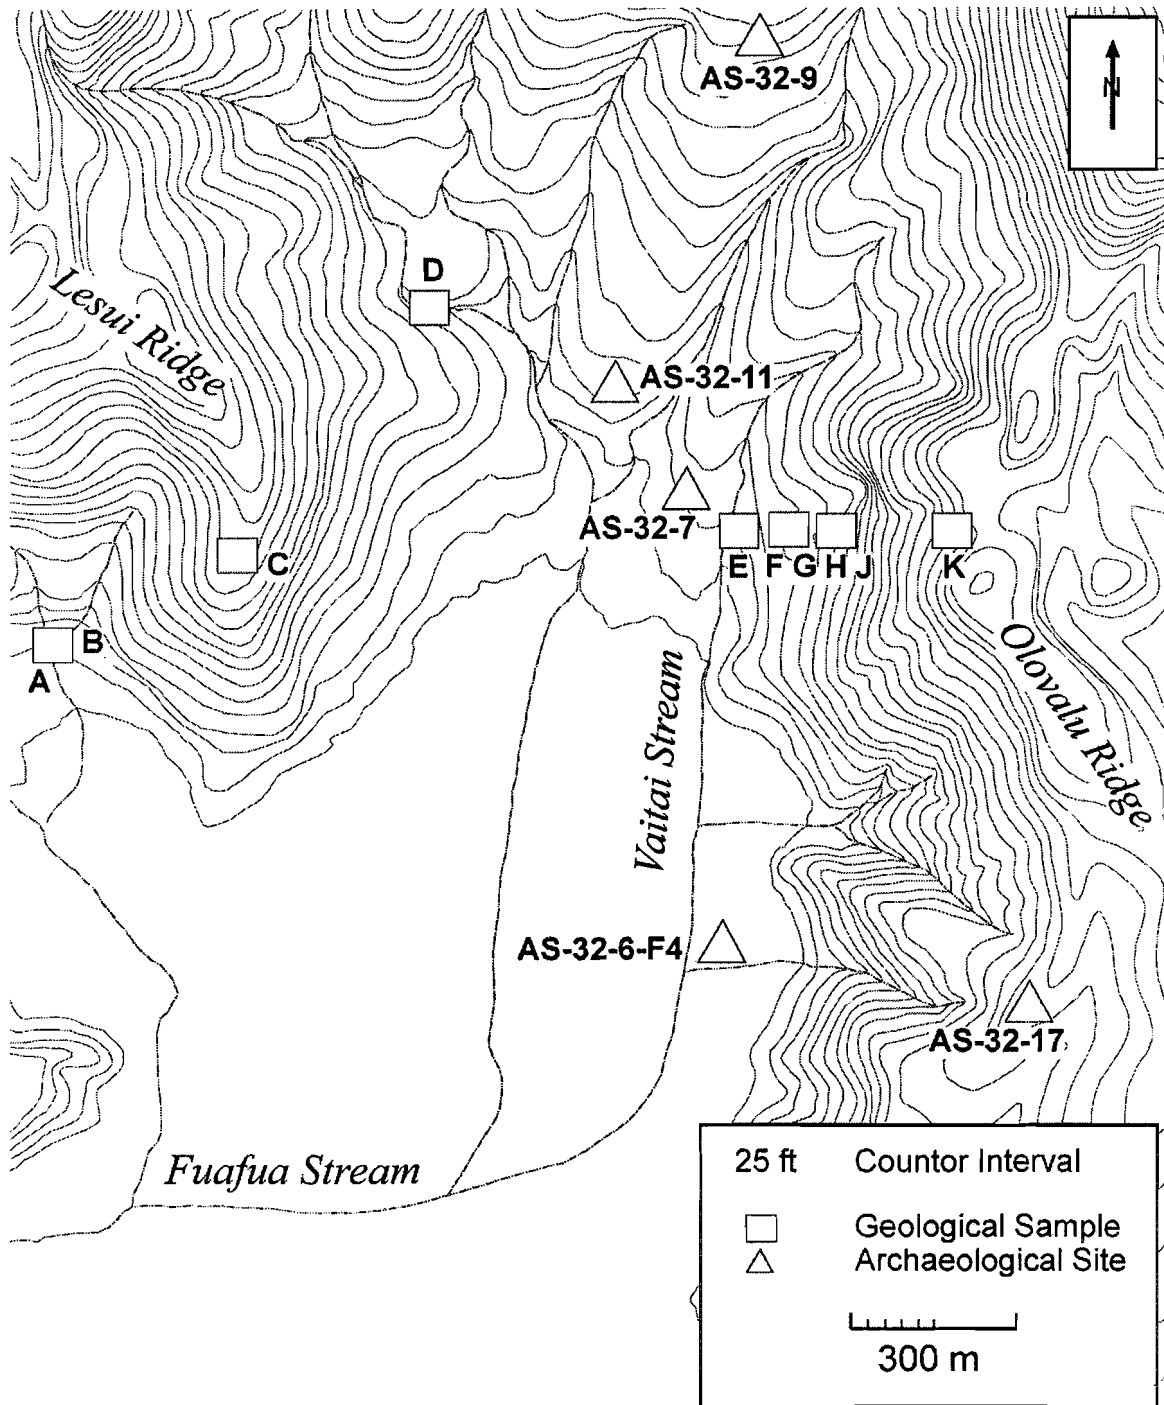 AS-32-9
N
D
Lesui Ridge
AS-32-11
AS-32-7
C
E F G H J K
B
A
Olovalu Ridge
Vaitai Stream
AS-32-6-F4
AS-32-17
Fuafua Stream
25 ft Countor Interval
Geological Sample
Archaeological Site
300 m